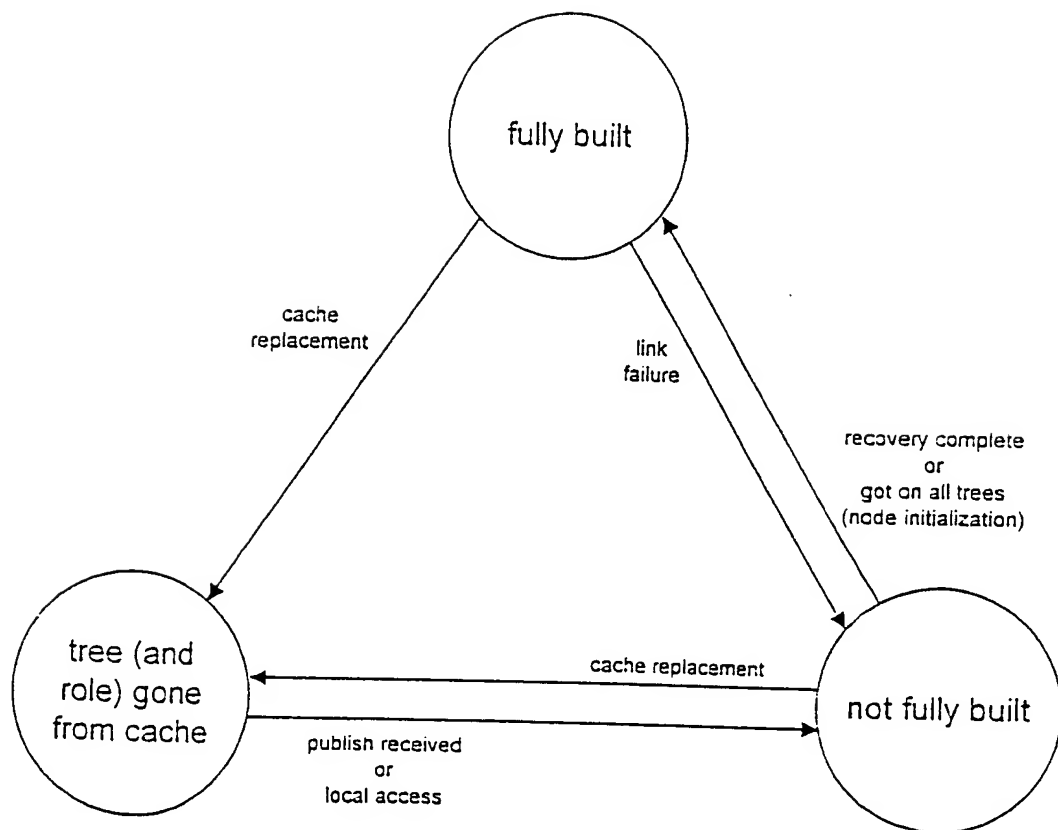 fully built
cache
replacement
link
failure
recovery complete
or
got on all trees
(node initialization)
tree (and
role) gone
from cache
cache replacement
publish received
or
local access
not fully built